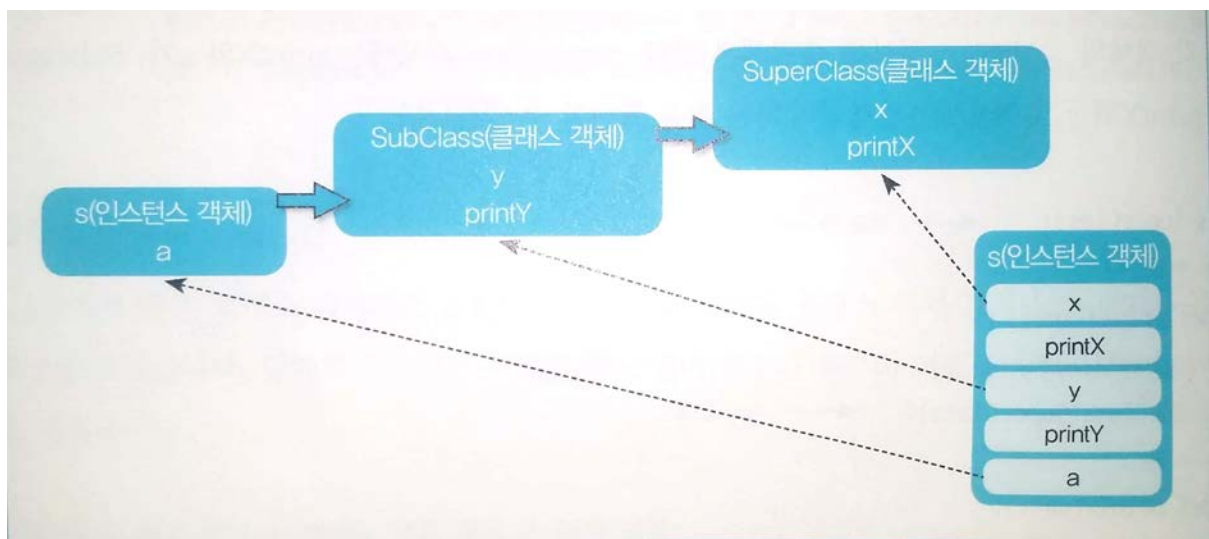 SuperClass(클래스 객체)
x
printX
SubClass(클래스 객체)
y
printY
s(인스턴스 객체)
a
s(인스턴스 객체)
x
printX
y
printY
a